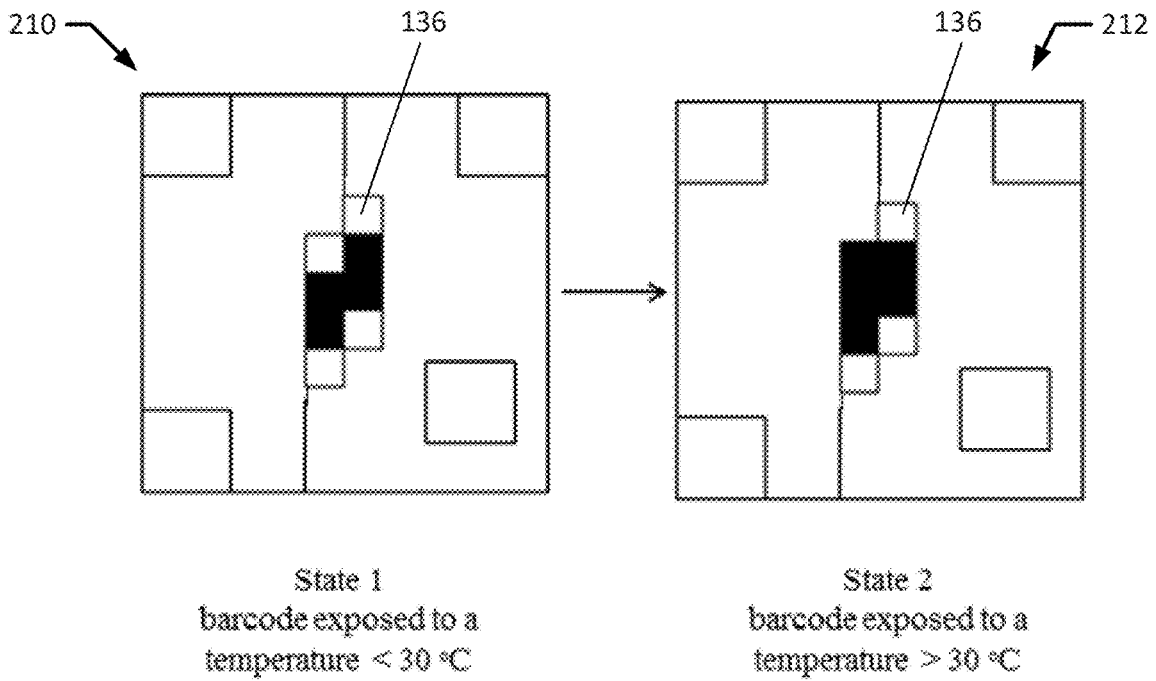 210
136
136
212
State 1
barcode exposed to a
temperature < 30 °C
State 2
barcode exposed to a
temperature > 30 °C